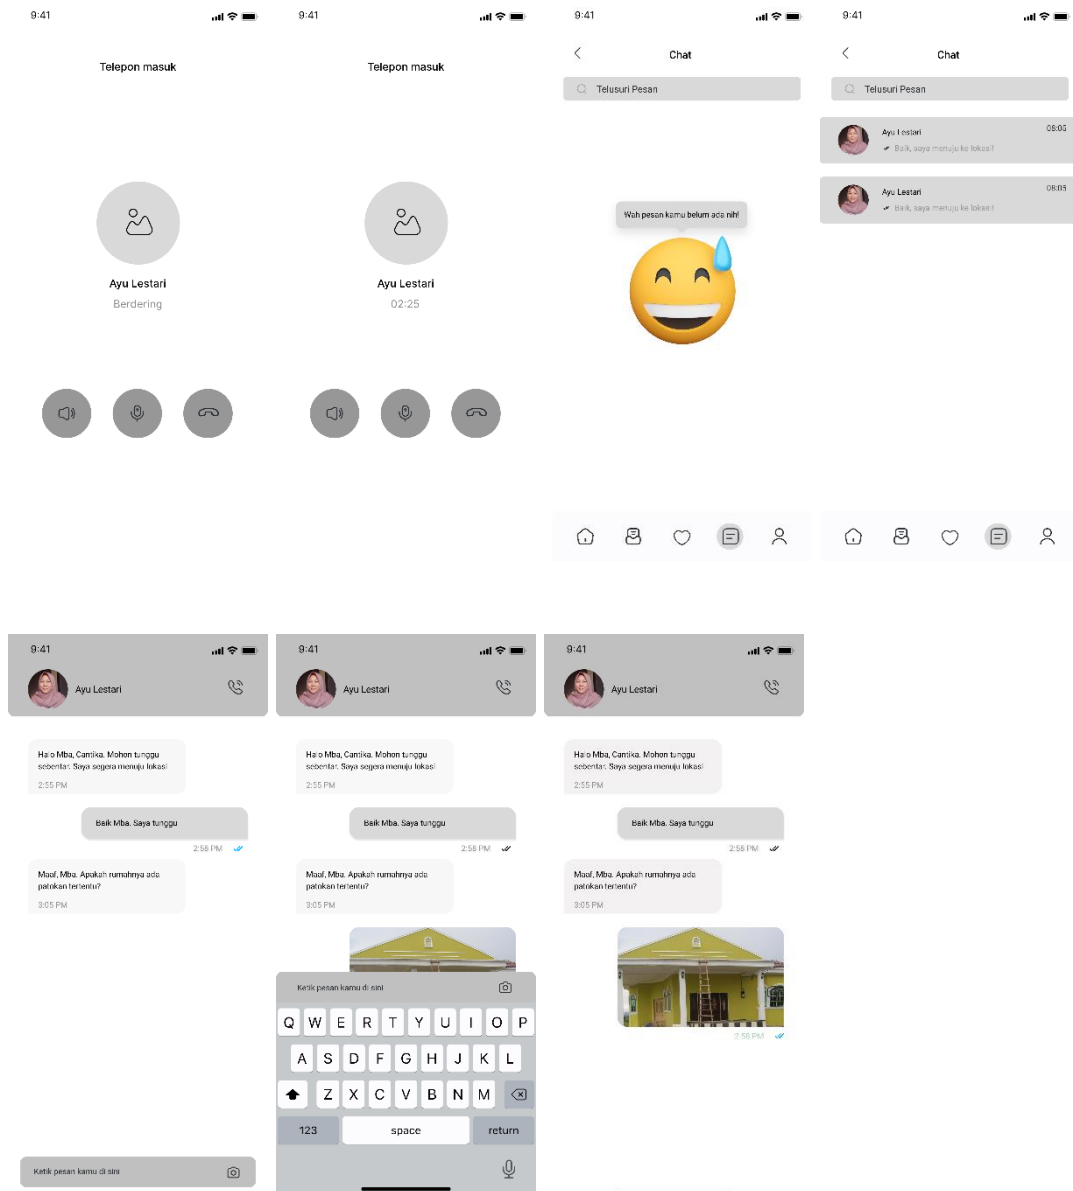 9:41
Telepon masuk
Ayu Lestari
Berdering
9:41
Telepon masuk
Ayu Lestari
02:25
9:41
Chat
Telusuri Pesan
Wah pesan kamu belum ada nih!
9:41
Chat
Telusuri Pesan
Ayu Lestari
08:05
Baik, saya menuju ke lokasi!
Ayu Lestari
08:05
Baik, saya menuju ke lokasi!
9:41
Ayu Lestari
Halo Mba, Cantika. Mohon tunggu
sebentar. Saya segera menuju lokasi
2:55 PM
Baik Mba. Saya tunggu
2:58 PM
Maaf, Mba. Apakah rumahnya ada
patokan tertentu?
3:05 PM
Ketik pesan kamu di sini
9:41
Ayu Lestari
Halo Mba, Cantika. Mohon tunggu
sebentar. Saya segera menuju lokasi
2:55 PM
Baik Mba. Saya tunggu
2:58 PM
Maaf, Mba. Apakah rumahnya ada
patokan tertentu?
3:05 PM
Ketik pesan kamu di sini
Q W E R T Y U I O P
A S D F G H J K L
Z X C V B N M
123 space return
9:41
Ayu Lestari
Halo Mba, Cantika. Mohon tunggu
sebentar. Saya segera menuju lokasi
2:55 PM
Baik Mba. Saya tunggu
2:58 PM
Maaf, Mba. Apakah rumahnya ada
patokan tertentu?
3:05 PM
2:58 PM